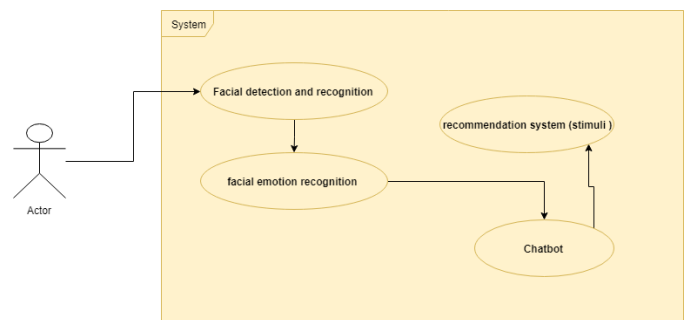 System
Facial detection and recognition
recommendation system (stimuli )
facial emotion recognition
Actor
Chatbot